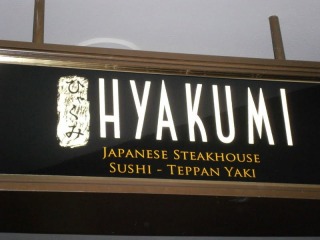 ひゃくみ
HYAKUMI
JAPANESE STEAKHOUSE
SUSHI - TEPPAN YAKI